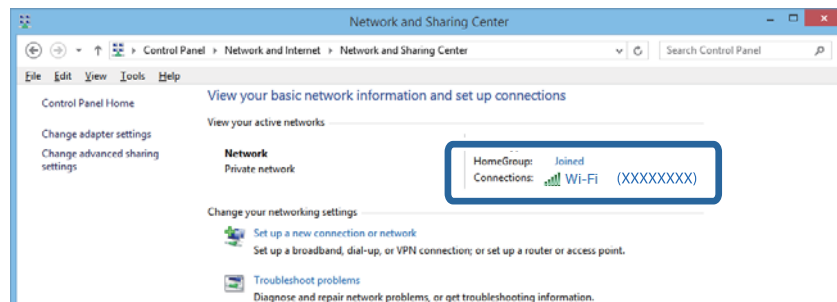 Network and Sharing Center
Control Panel ▸ Network and Internet ▸ Network and Sharing Center
Search Control Panel
File Edit View Tools Help
Control Panel Home
Change adapter settings
Change advanced sharing
settings
View your basic network information and set up connections
View your active networks
Network
Private network
HomeGroup: Joined
Connections: Wi-Fi (XXXXXXXX)
Change your networking settings
Set up a new connection or network
Set up a broadband, dial-up, or VPN connection; or set up a router or access point.
Troubleshoot problems
Diagnose and repair network problems, or get troubleshooting information.